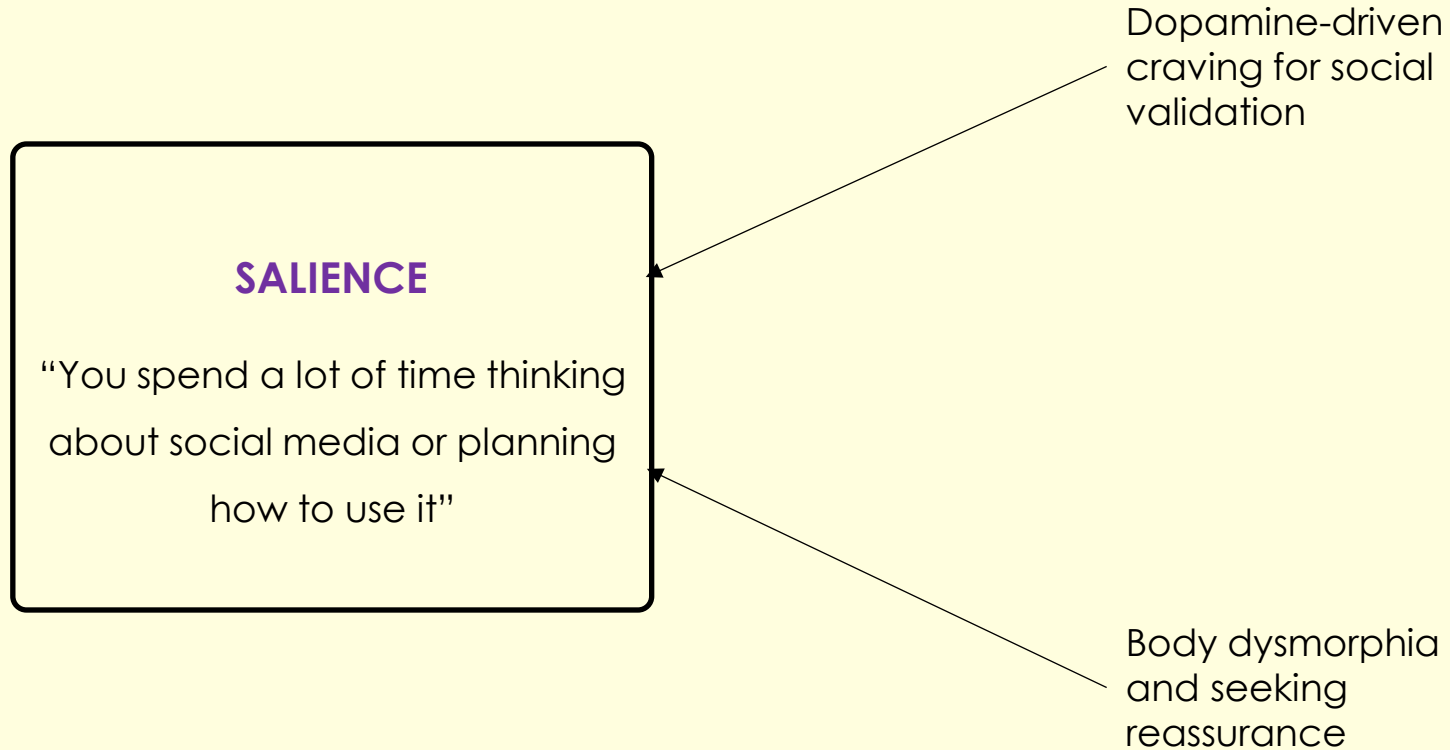 Dopamine-driven
craving for social
validation
SALIENCE
“You spend a lot of time thinking
about social media or planning
how to use it”
Body dysmorphia
and seeking
reassurance